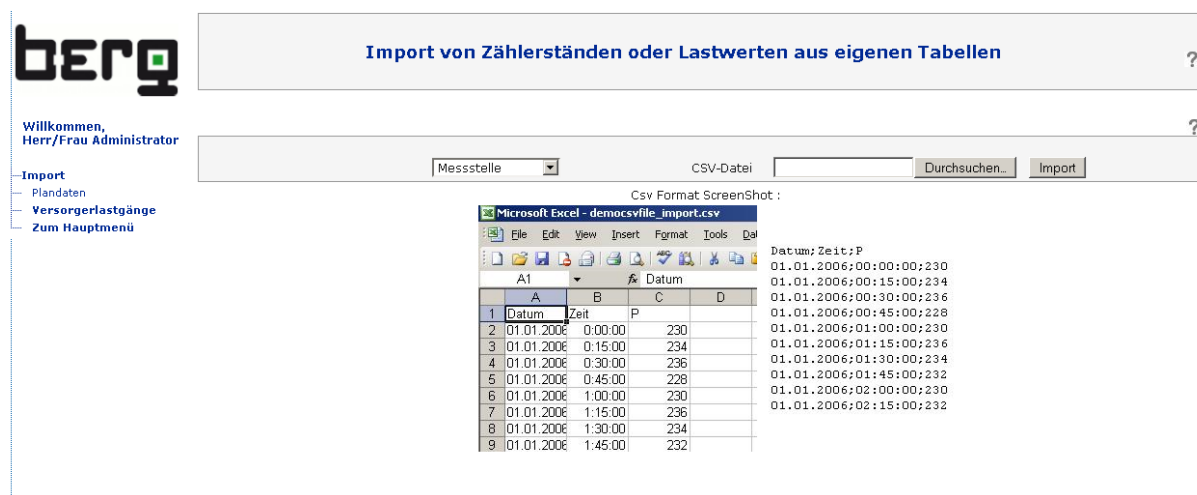 berg
Import von Zählerständen oder Lastwerten aus eigenen Tabellen
?
Willkommen,
Herr/Frau Administrator
?
Import
Plandaten
Versorgerlastgänge
Zum Hauptmenü
Messstelle CSV-Datei Durchsuchen... Import
Csv Format ScreenShot :
Microsoft Excel - democsvfile_import.csv
File Edit View Insert Format Tools Da
A1 fx Datum
A B C D
1 Datum Zeit P
2 01.01.2006 0:00:00 230
3 01.01.2006 0:15:00 234
4 01.01.2006 0:30:00 236
5 01.01.2006 0:45:00 228
6 01.01.2006 1:00:00 230
7 01.01.2006 1:15:00 236
8 01.01.2006 1:30:00 234
9 01.01.2006 1:45:00 232
Datum;Zeit;P
01.01.2006;00:00:00;230
01.01.2006;00:15:00;234
01.01.2006;00:30:00;236
01.01.2006;00:45:00;228
01.01.2006;01:00:00;230
01.01.2006;01:15:00;236
01.01.2006;01:30:00;234
01.01.2006;01:45:00;232
01.01.2006;02:00:00;230
01.01.2006;02:15:00;232